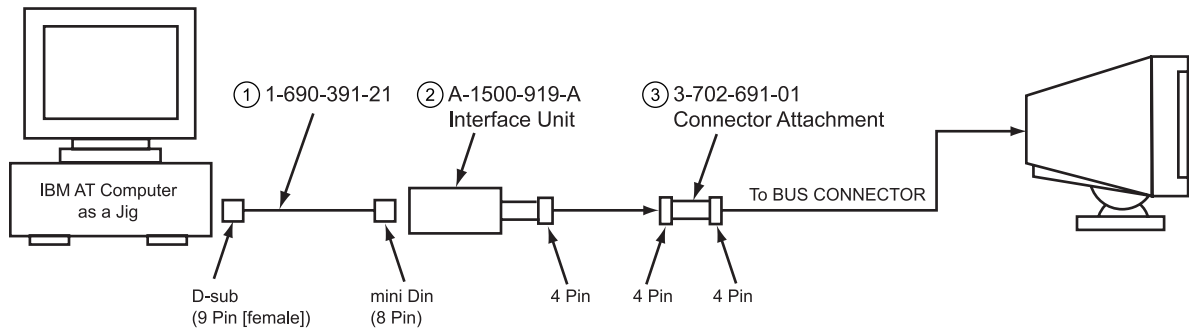 ① 1-690-391-21
② A-1500-919-A
Interface Unit
③ 3-702-691-01
Connector Attachment
IBM AT Computer
as a Jig
To BUS CONNECTOR
D-sub
(9 Pin [female])
mini Din
(8 Pin)
4 Pin
4 Pin
4 Pin